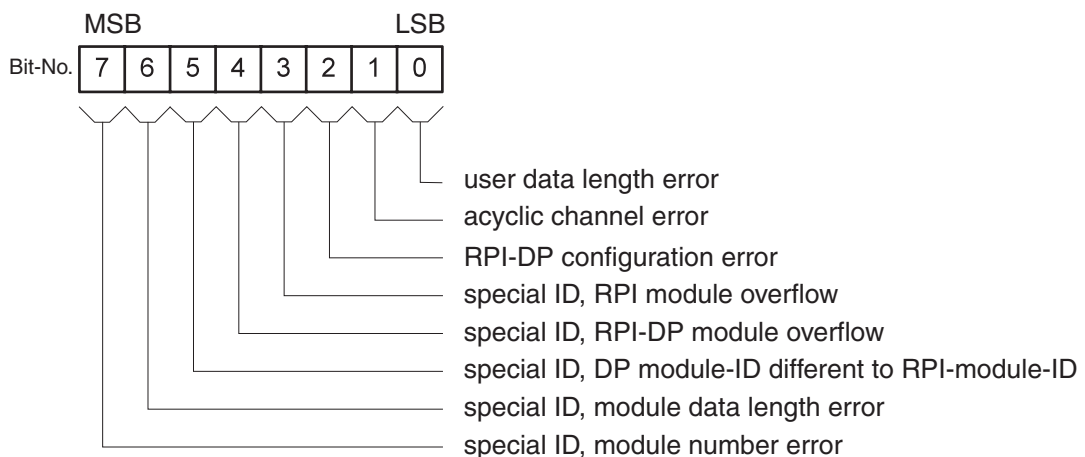 MSB LSB
Bit-No. 7 6 5 4 3 2 1 0
user data length error
acyclic channel error
RPI-DP configuration error
special ID, RPI module overflow
special ID, RPI-DP module overflow
special ID, DP module-ID different to RPI-module-ID
special ID, module data length error
special ID, module number error